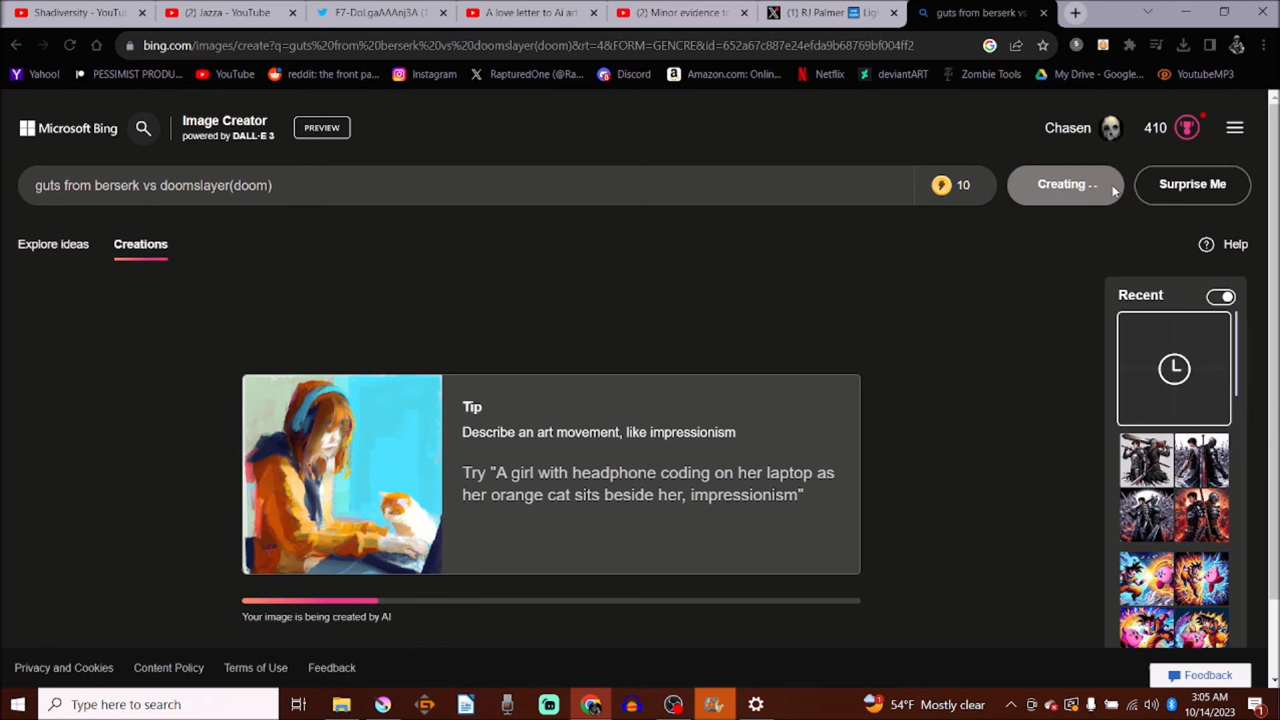 Shadiversity - YouTu
(2) Jazza - YouTube
F7-DoLgaAAAnj3A (1
A love letter to Ai art
(2) Minor evidence to
(1) RJ Palmer
Lig
guts from berserk vs
bing.com/images/create?q=guts%20from%20berserk%20vs%20doomslayer(doom)&rt=4&FORM=GENCRE&id=652a67c887e24efda9b68769bf004ff2
Yahoo!
PESSIMIST PRODU...
YouTube
reddit: the front pa...
Instagram
RapturedOne (@Ra...
Discord
Amazon.com: Onlin...
Netflix
deviantART
Zombie Tools
My Drive - Google...
YoutubeMP3
Microsoft Bing
Image Creator
powered by DALL·E 3
PREVIEW
Chasen
410
guts from berserk vs doomslayer(doom)
10
Creating - -
Surprise Me
Explore ideas
Creations
Help
Recent
Tip
Describe an art movement, like impressionism
Try "A girl with headphone coding on her laptop as
her orange cat sits beside her, impressionism"
Your image is being created by AI
Privacy and Cookies
Content Policy
Terms of Use
Feedback
Feedback
Type here to search
54°F Mostly clear
3:05 AM
10/14/2023
1